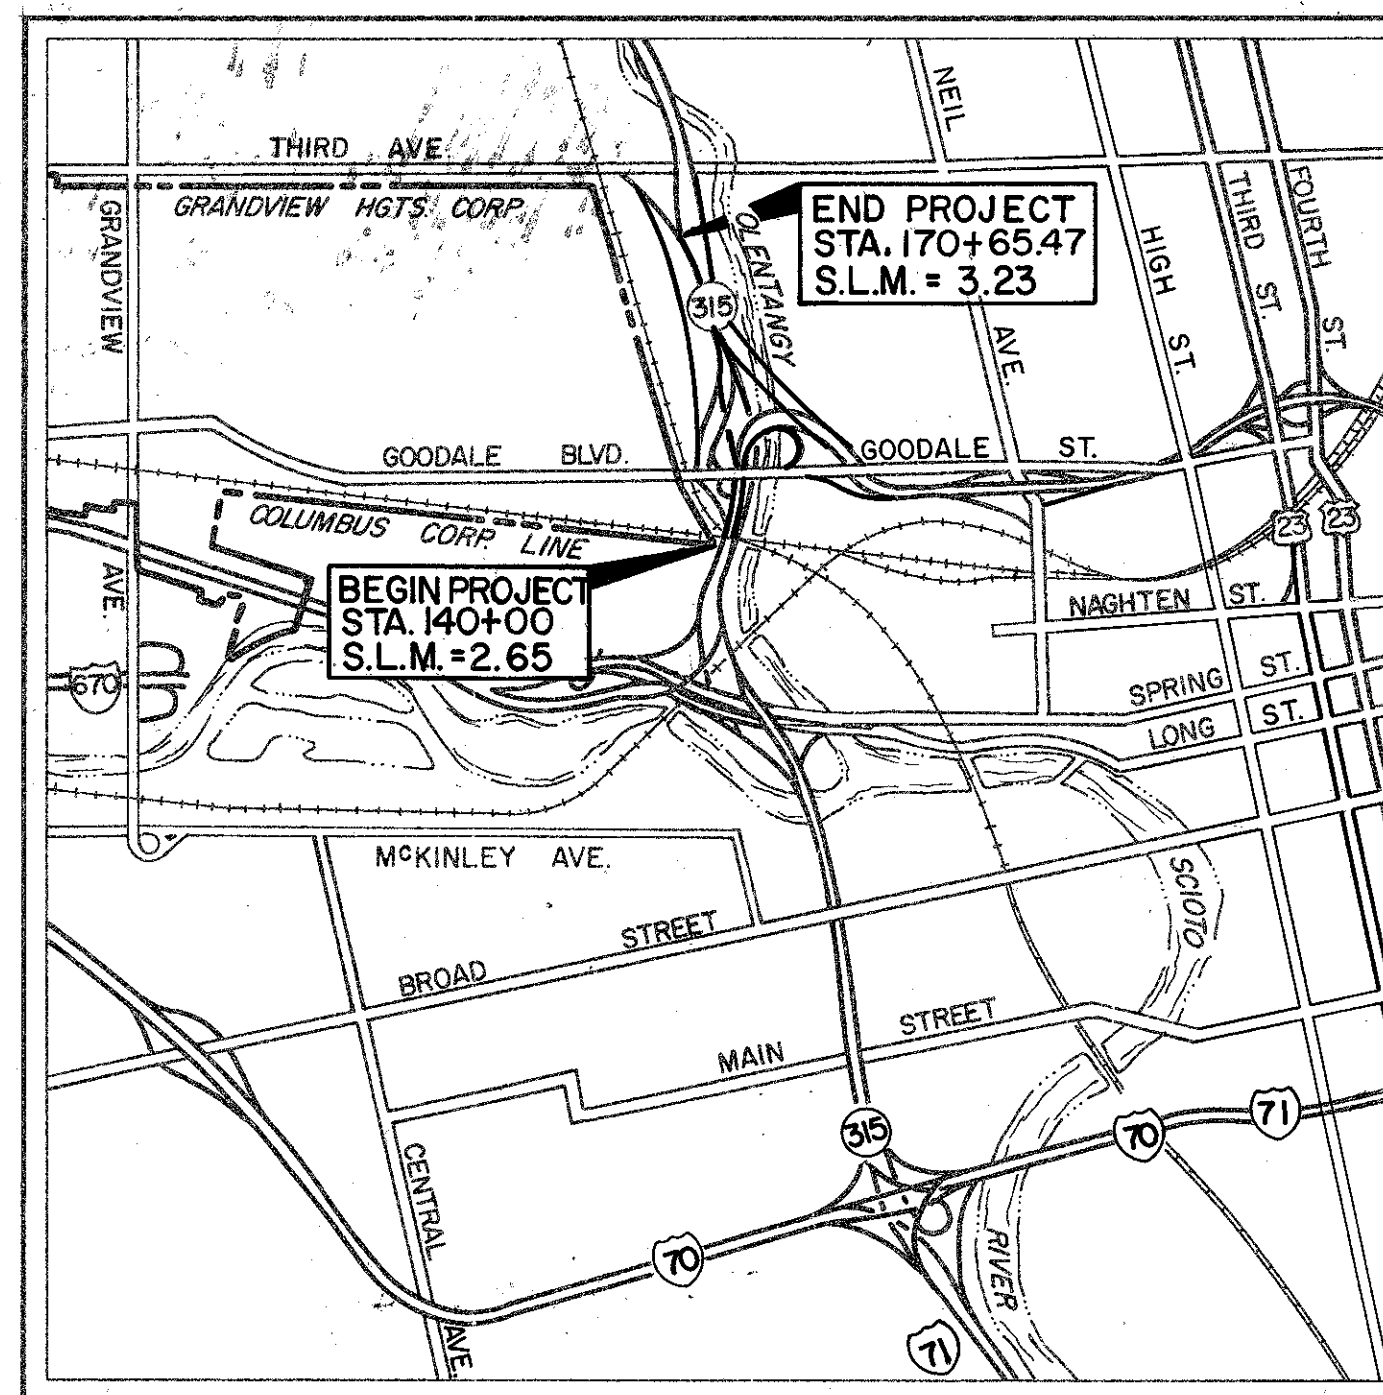 NEIL
THIRD AVE.
GRANDVIEW HGTS. CORP.
GRANDVIEW
OLENTANGY
END PROJECT
STA. 170+65.47
S.L.M. = 3.23
HIGH
ST.
THIRD
ST.
FOURTH
ST.
315
AVE.
GOODALE BLVD.
GOODALE ST.
COLUMBUS CORP. LINE
23
23
AVE.
BEGIN PROJECT
STA. 140+00
S.L.M. =2.65
NAGHTEN ST.
670
SPRING ST.
LONG ST.
McKINLEY AVE.
SCIOTO
BROAD STREET
MAIN STREET
315
70
71
CENTRAL
AVE.
70
RIVER
71